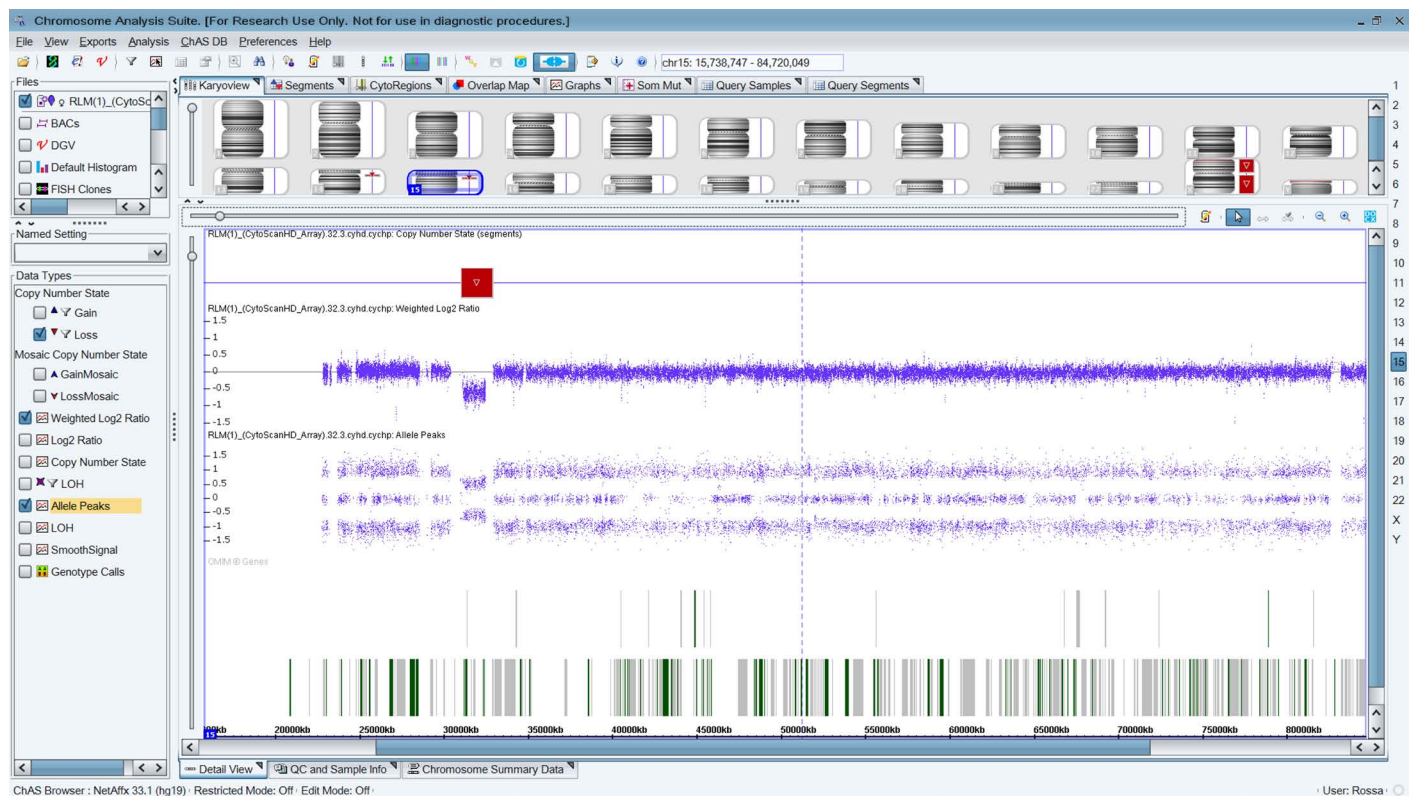 Chromosome Analysis Suite. [For Research Use Only. Not for use in diagnostic procedures.]
File View Exports Analysis ChAS DB Preferences Help
chr15: 15,738,747 - 84,720,049
Files
RLM(1)_(CytoSc
BACs
DGV
Default Histogram
FISH Clones
Named Setting
Data Types
Copy Number State
Gain
Loss
Mosaic Copy Number State
GainMosaic
LossMosaic
Weighted Log2 Ratio
Log2 Ratio
Copy Number State
LOH
Allele Peaks
LOH
SmoothSignal
Genotype Calls
Karyoview Segments CytoRegions Overlap Map Graphs Som Mut Query Samples Query Segments
15
RLM(1)_(CytoScanHD_Array).32.3.cyhd.cychp: Copy Number State (segments)
RLM(1)_(CytoScanHD_Array).32.3.cyhd.cychp: Weighted Log2 Ratio
1.5
1
0.5
0
-0.5
-1
-1.5
RLM(1)_(CytoScanHD_Array).32.3.cyhd.cychp: Allele Peaks
1.5
1
0.5
0
-0.5
-1
-1.5
OMIM ® Genes
15
20000kb 25000kb 30000kb 35000kb 40000kb 45000kb 50000kb 55000kb 60000kb 65000kb 70000kb 75000kb 80000kb
1
2
3
4
5
6
7
8
9
10
11
12
13
14
15
16
17
18
19
20
21
22
X
Y
Detail View QC and Sample Info Chromosome Summary Data
ChAS Browser : NetAffx 33.1 (hg19) Restricted Mode: Off Edit Mode: Off
User: Rossa